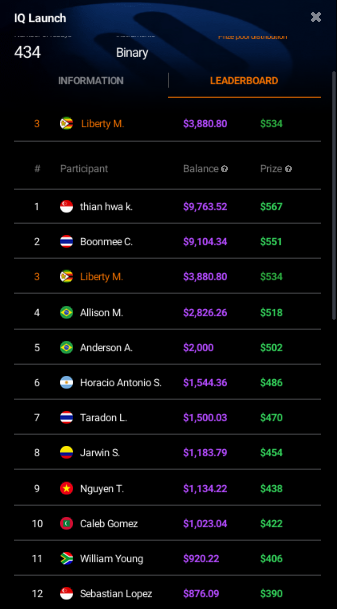 IQ Launch
Prize pool distribution
434 Binary
INFORMATION LEADERBOARD
3 Liberty M. $3,880.80 $534
# Participant Balance Prize
1 thian hwa k. $9,763.52 $567
2 Boonmee C. $9,104.34 $551
3 Liberty M. $3,880.80 $534
4 Allison M. $2,826.26 $518
5 Anderson A. $2,000 $502
6 Horacio Antonio S. $1,544.36 $486
7 Taradon L. $1,500.03 $470
8 Jarwin S. $1,183.79 $454
9 Nguyen T. $1,134.22 $438
10 Caleb Gomez $1,023.04 $422
11 William Young $920.22 $406
12 Sebastian Lopez $876.09 $390